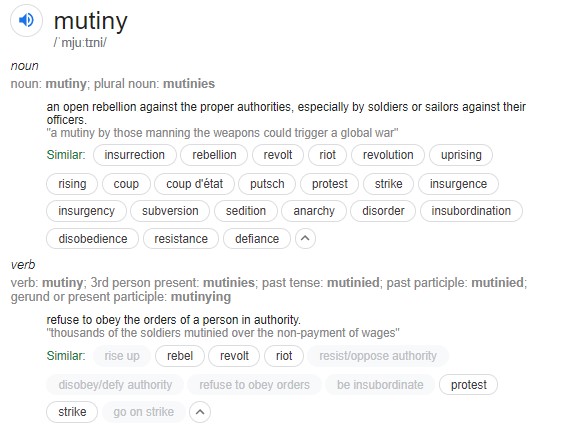 mutiny
/ˈmjuːtɪni/
noun
noun: mutiny; plural noun: mutinies
an open rebellion against the proper authorities, especially by soldiers or sailors against their
officers.
"a mutiny by those manning the weapons could trigger a global war"
Similar: insurrection rebellion revolt riot revolution uprising
rising coup coup d'état putsch protest strike insurgence
insurgency subversion sedition anarchy disorder insubordination
disobedience resistance defiance
verb
verb: mutiny; 3rd person present: mutinies; past tense: mutinied; past participle: mutinied;
gerund or present participle: mutinying
refuse to obey the orders of a person in authority.
"thousands of the soldiers mutinied over the non-payment of wages"
Similar: rise up rebel revolt riot resist/oppose authority
disobey/defy authority refuse to obey orders be insubordinate protest
strike go on strike